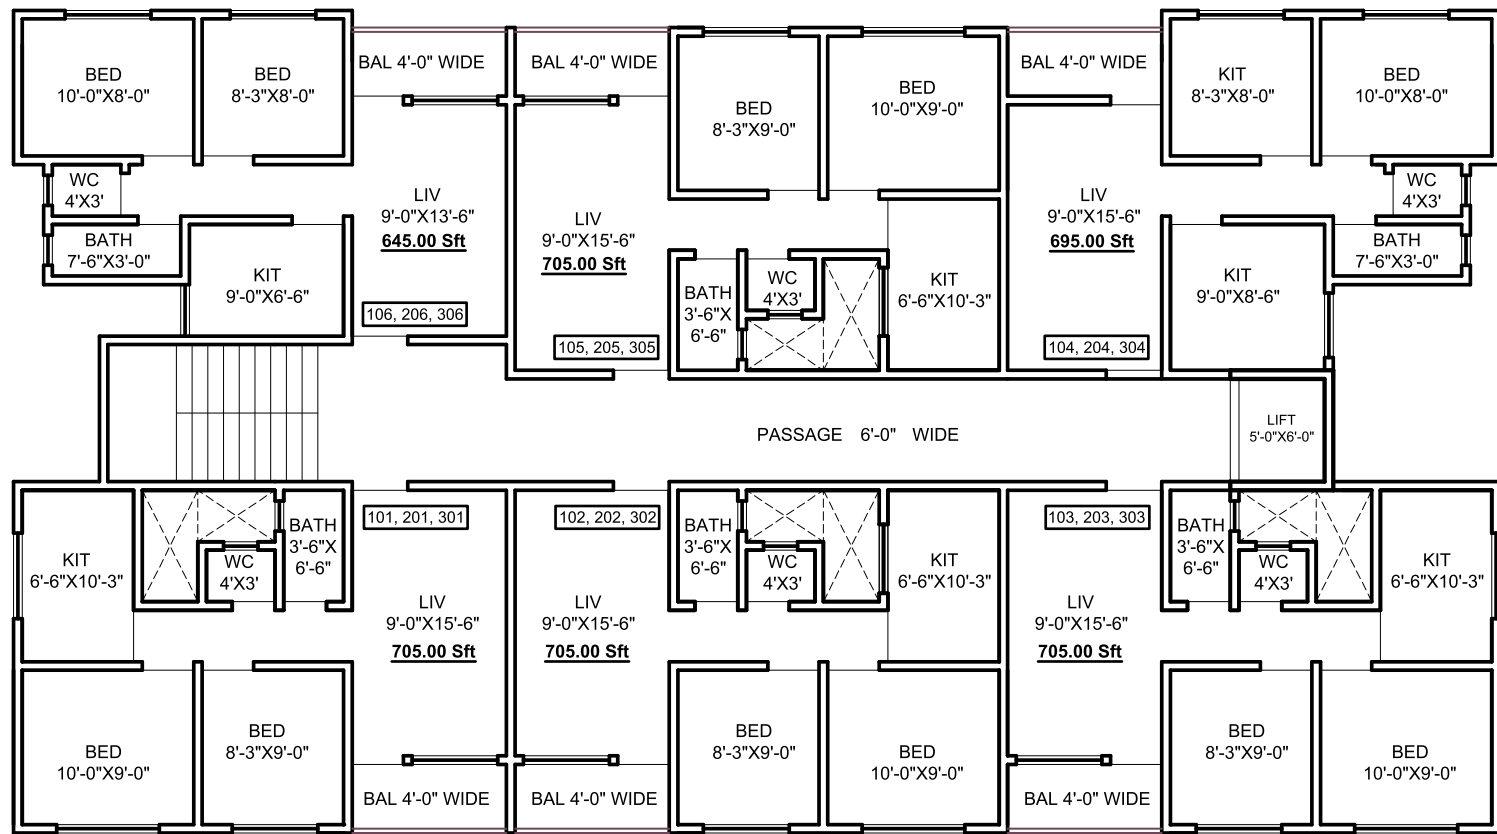 BED
10'-0"X8'-0"
BED
8'-3"X8'-0"
BAL 4'-0" WIDE
BAL 4'-0" WIDE
BED
8'-3"X9'-0"
BED
10'-0"X9'-0"
BAL 4'-0" WIDE
KIT
8'-3"X8'-0"
BED
10'-0"X8'-0"
WC
4'X3'
BATH
7'-6"X3'-0"
KIT
9'-0"X6'-6"
LIV
9'-0"X13'-6"
645.00 Sft
106, 206, 306
LIV
9'-0"X15'-6"
705.00 Sft
105, 205, 305
BATH
3'-6"X
6'-6"
WC
4'X3'
KIT
6'-6"X10'-3"
LIV
9'-0"X15'-6"
695.00 Sft
104, 204, 304
KIT
9'-0"X8'-6"
WC
4'X3'
BATH
7'-6"X3'-0"
PASSAGE 6'-0" WIDE
LIFT
5'-0"X6'-0"
KIT
6'-6"X10'-3"
WC
4'X3'
BATH
3'-6"X
6'-6"
101, 201, 301
LIV
9'-0"X15'-6"
705.00 Sft
102, 202, 302
LIV
9'-0"X15'-6"
705.00 Sft
BATH
3'-6"X
6'-6"
WC
4'X3'
KIT
6'-6"X10'-3"
103, 203, 303
LIV
9'-0"X15'-6"
705.00 Sft
BATH
3'-6"X
6'-6"
WC
4'X3'
KIT
6'-6"X10'-3"
BED
10'-0"X9'-0"
BED
8'-3"X9'-0"
BAL 4'-0" WIDE
BAL 4'-0" WIDE
BED
8'-3"X9'-0"
BED
10'-0"X9'-0"
BAL 4'-0" WIDE
BED
8'-3"X9'-0"
BED
10'-0"X9'-0"